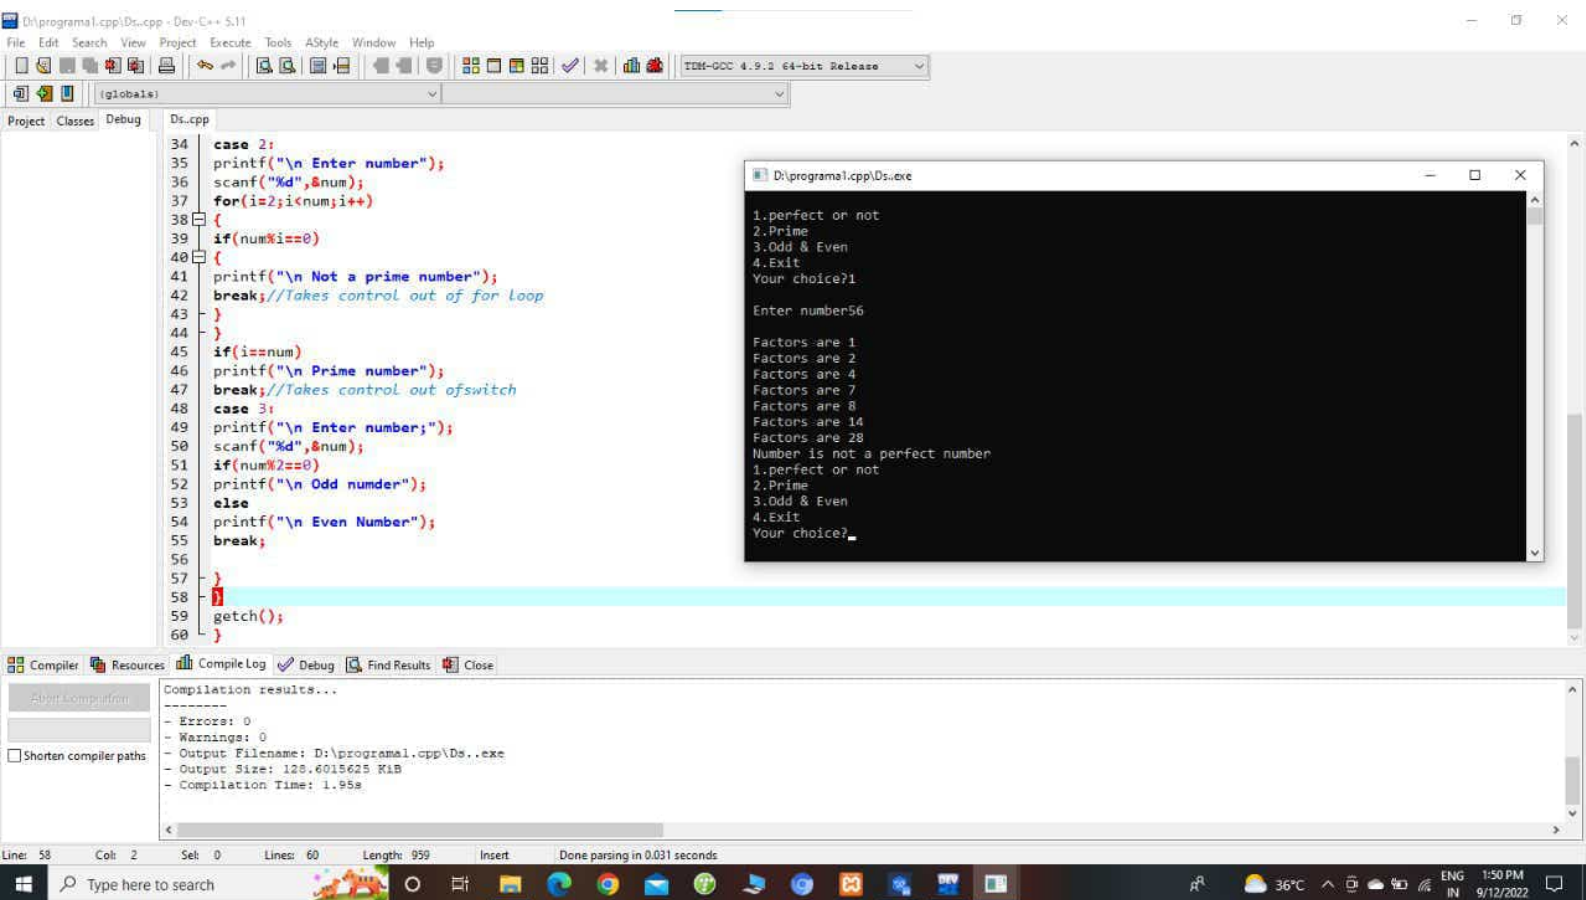 D:\programa1.cpp\Ds..cpp - Dev-C++ 5.11
File Edit Search View Project Execute Tools AStyle Window Help
TDM-GCC 4.9.2 64-bit Release
(globals)
Project Classes Debug Ds..cpp
34 case 2:
35 printf("\n Enter number");
36 scanf("%d",&num);
37 for(i=2;i<num;i++)
38 {
39 if(num%i==0)
40 {
41 printf("\n Not a prime number");
42 break;//Takes control out of for loop
43 }
44 }
45 if(i==num)
46 printf("\n Prime number");
47 break;//Takes control out ofswitch
48 case 3:
49 printf("\n Enter number;");
50 scanf("%d",&num);
51 if(num%2==0)
52 printf("\n Odd numder");
53 else
54 printf("\n Even Number");
55 break;
56
57 }
58 }
59 getch();
60 }
D:\programa1.cpp\Ds..exe
1.perfect or not
2.Prime
3.Odd & Even
4.Exit
Your choice?1
Enter number56
Factors are 1
Factors are 2
Factors are 4
Factors are 7
Factors are 8
Factors are 14
Factors are 28
Number is not a perfect number
1.perfect or not
2.Prime
3.Odd & Even
4.Exit
Your choice?_
Compiler Resources Compile Log Debug Find Results Close
Abort Compilation
Shorten compiler paths
Compilation results...
--------
- Errors: 0
- Warnings: 0
- Output Filename: D:\programa1.cpp\Ds..exe
- Output Size: 128.6015625 KiB
- Compilation Time: 1.95s
Line: 58 Col: 2 Sel: 0 Lines: 60 Length: 959 Insert Done parsing in 0.031 seconds
Type here to search
DEV
36°C
ENG
IN
1:50 PM
9/12/2022